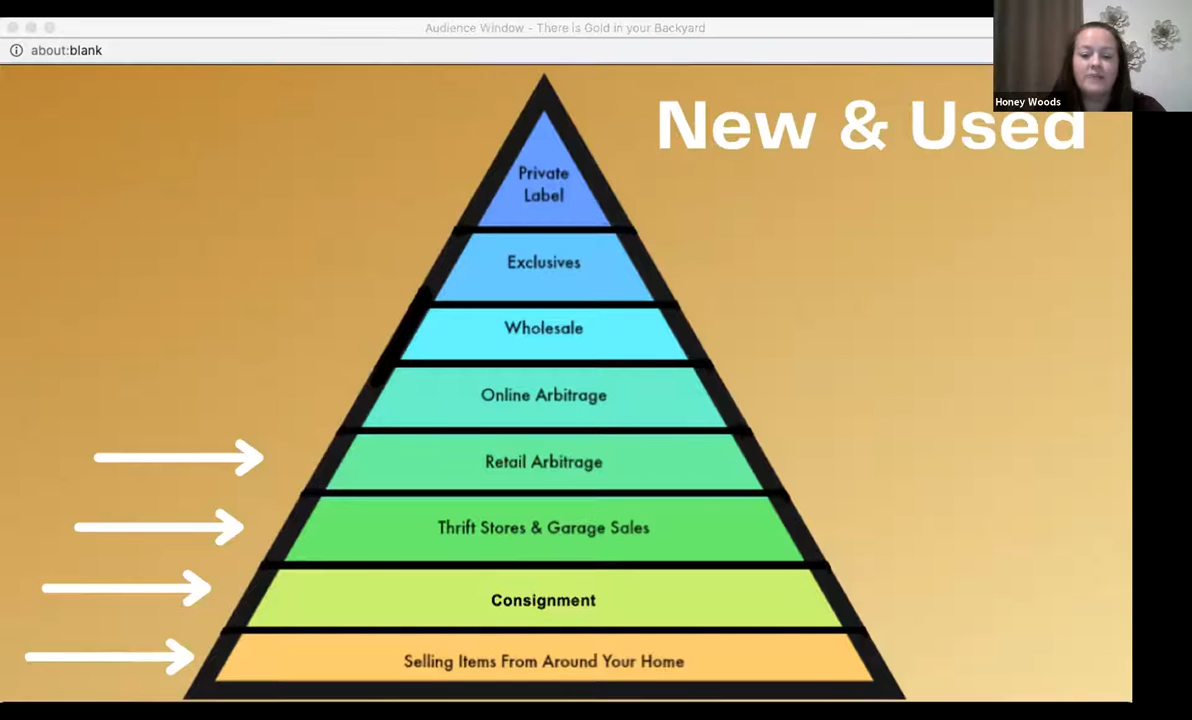 Audience Window - There is Gold in your Backyard
about:blank
Honey Woods
New & Used
Private
Label
Exclusives
Wholesale
Online Arbitrage
Retail Arbitrage
Thrift Stores & Garage Sales
Consignment
Selling Items From Around Your Home